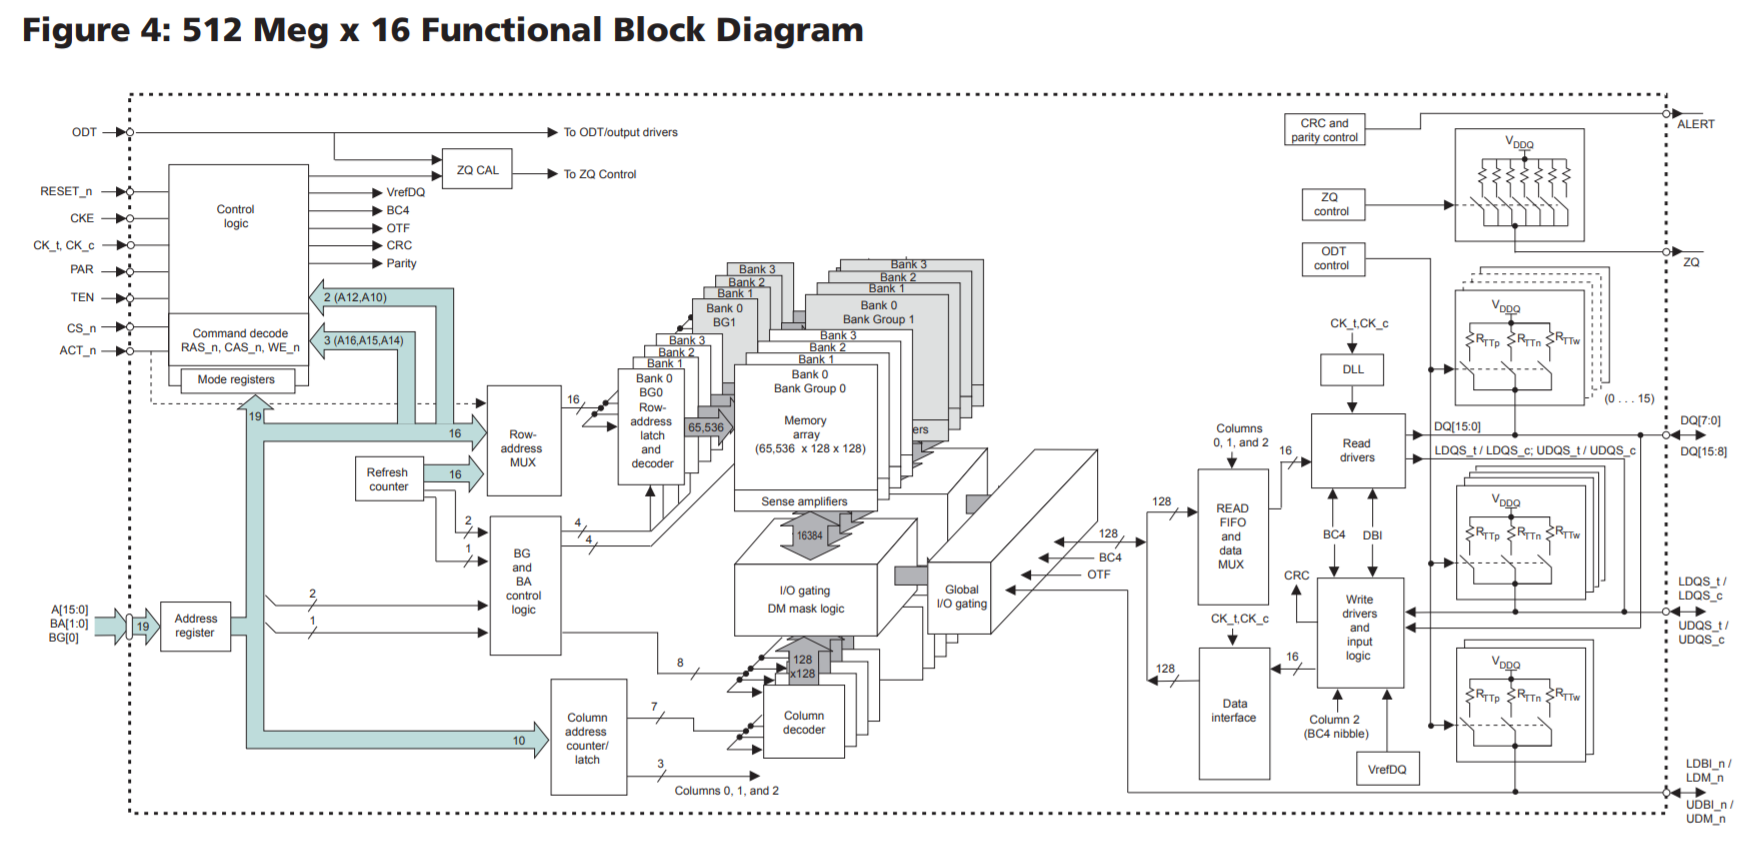 Figure 4: 512 Meg x 16 Functional Block Diagram
ODT
To ODT/output drivers
ZQ CAL
To ZQ Control
RESET_n
CKE
CK_t, CK_c
PAR
TEN
CS_n
ACT_n
Control
logic
VrefDQ
BC4
OTF
CRC
Parity
2 (A12,A10)
3 (A16,A15,A14)
Command decode
RAS_n, CAS_n, WE_n
Mode registers
19
16
Refresh
counter
16
Row-
address
MUX
16
2
1
BG
and
BA
control
logic
4
4
2
1
A[15:0]
BA[1:0]
BG[0]
19
Address
register
10
Column
address
counter/
latch
8
7
3
Columns 0, 1, and 2
Bank 3
Bank 2
Bank 1
Bank 0
BG1
Bank 3
Bank 2
Bank 1
Bank 0
BG0
Row-
address
latch
and
decoder
65,536
Bank 3
Bank 2
Bank 1
Bank 0
Bank Group 1
Bank 3
Bank 2
Bank 1
Bank 0
Bank Group 0
Memory
array
(65,536 x 128 x 128)
ers
Sense amplifiers
16384
I/O gating
DM mask logic
128
x128
Column
decoder
Global
I/O gating
128
BC4
OTF
128
128
Columns
0, 1, and 2
READ
FIFO
and
data
MUX
16
CK_t,CK_c
Data
interface
16
CK_t,CK_c
DLL
Read
drivers
BC4
DBI
CRC
Write
drivers
and
input
logic
Column 2
(BC4 nibble)
VrefDQ
CRC and
parity control
ZQ
control
ODT
control
VDDQ
VDDQ
RTTp
RTTn
RTTw
(0 . . . 15)
DQ[15:0]
LDQS_t / LDQS_c; UDQS_t / UDQS_c
VDDQ
RTTp
RTTn
RTTw
VDDQ
RTTp
RTTn
RTTw
ALERT
ZQ
DQ[7:0]
DQ[15:8]
LDQS_t /
LDQS_c
UDQS_t /
UDQS_c
LDBI_n /
LDM_n
UDBI_n /
UDM_n